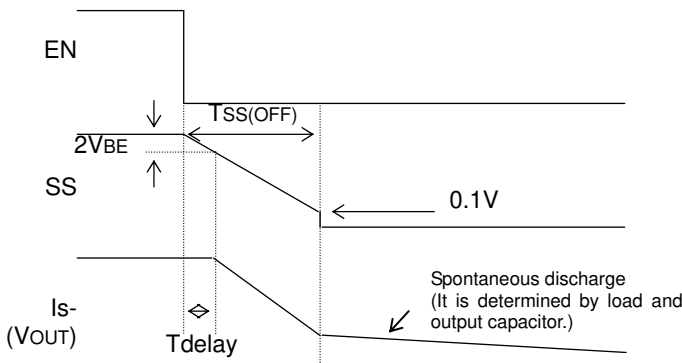 EN
TSS(OFF)
2VBE
SS
0.1V
Spontaneous discharge
(It is determined by load and
output capacitor.)
Is-
(VOUT)
Tdelay